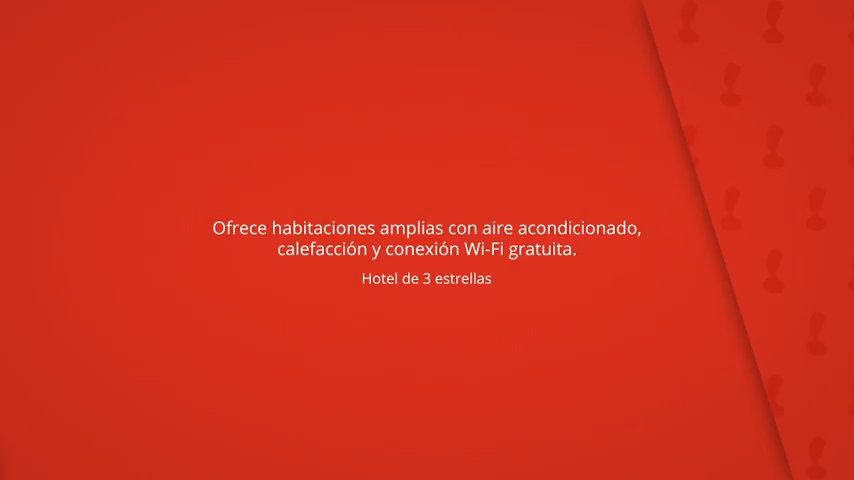 Ofrece habitaciones amplias con aire acondicionado,
calefacción y conexión Wi-Fi gratuita.
Hotel de 3 estrellas